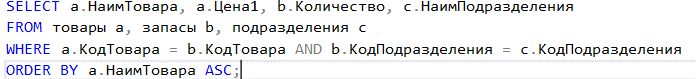 SELECT a.НаимТовара, a.Цена1, b.Количество, c.НаимПодразделения
FROM товары a, запасы b, подразделения c
WHERE a.КодТовара = b.КодТовара AND b.КодПодразделения = c.КодПодразделения
ORDER BY a.НаимТовара ASC;